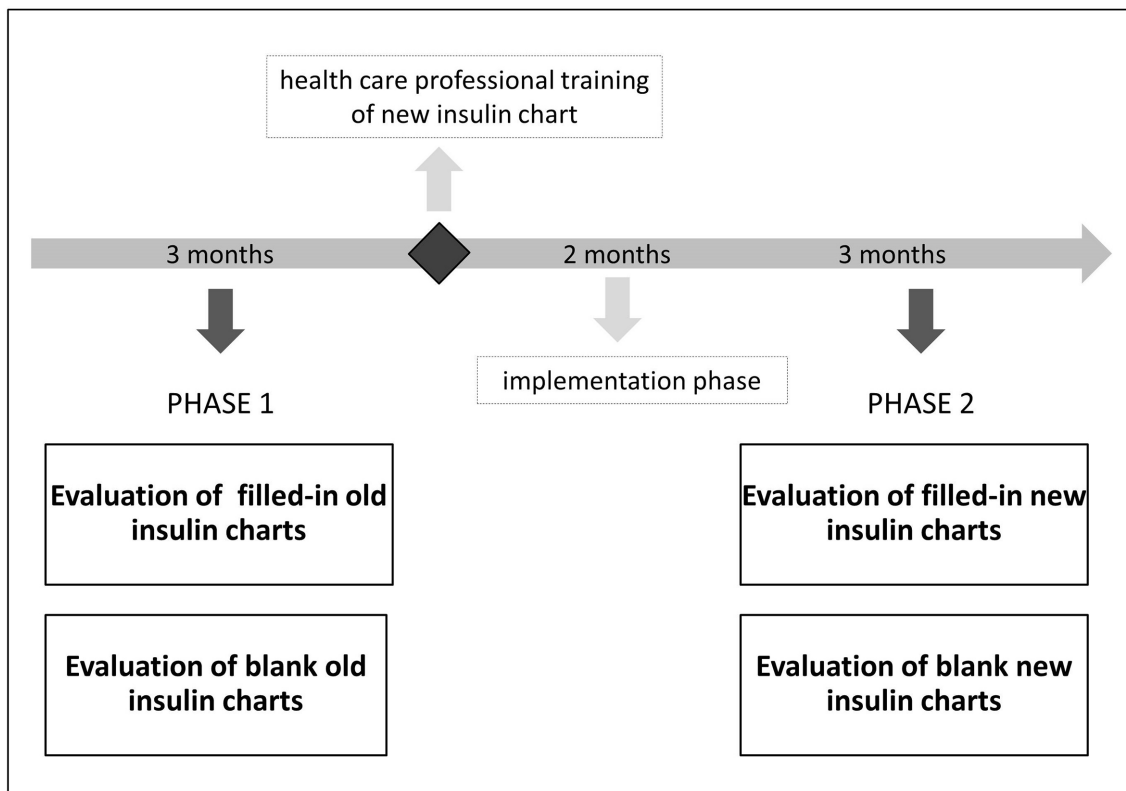 health care professional training
of new insulin chart
3 months
2 months
3 months
implementation phase
PHASE 1
PHASE 2
Evaluation of filled-in old
insulin charts
Evaluation of filled-in new
insulin charts
Evaluation of blank old
insulin charts
Evaluation of blank new
insulin charts